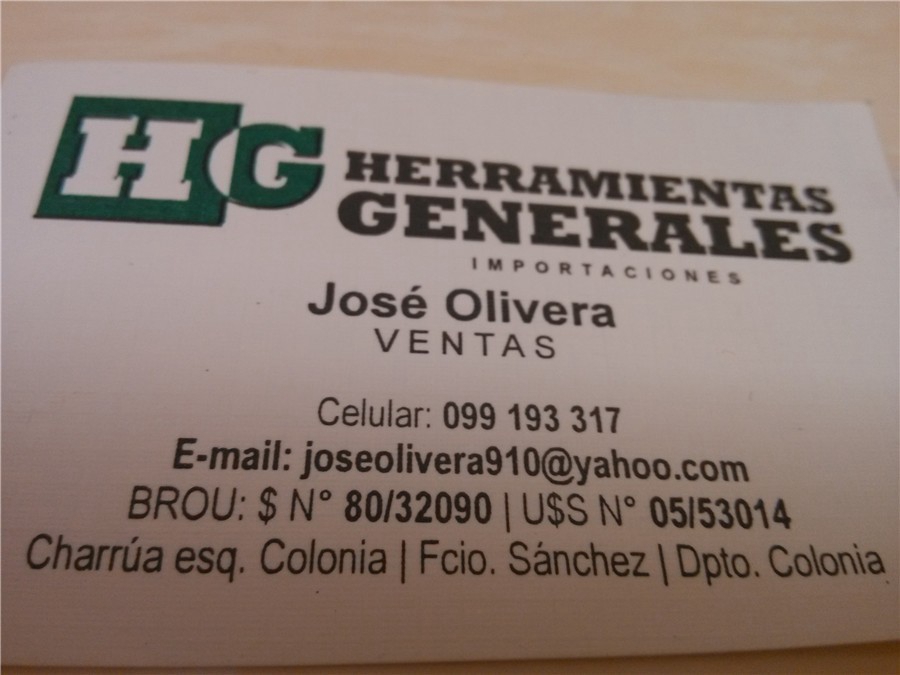 HG
HERRAMIENTAS
GENERALES
IMPORTACIONES
José Olivera
VENTAS
Celular: 099 193 317
E-mail: joseolivera910@yahoo.com
BROU: $ N° 80/32090 | U$S N° 05/53014
Charrúa esq. Colonia | Fcio. Sánchez | Dpto. Colonia